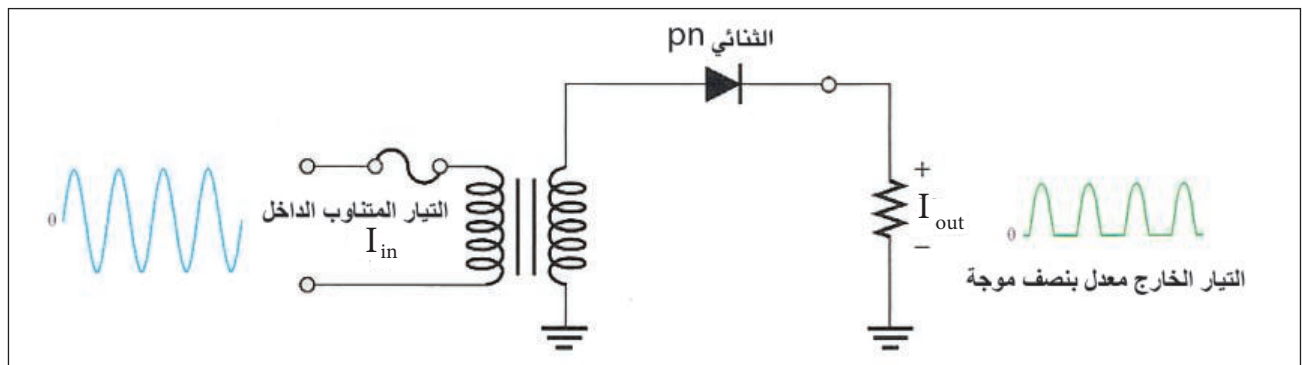 الثنائي pn
0
التيار المتناوب الداخل
I in
+
I out
−
0
التيار الخارج معدل بنصف موجة